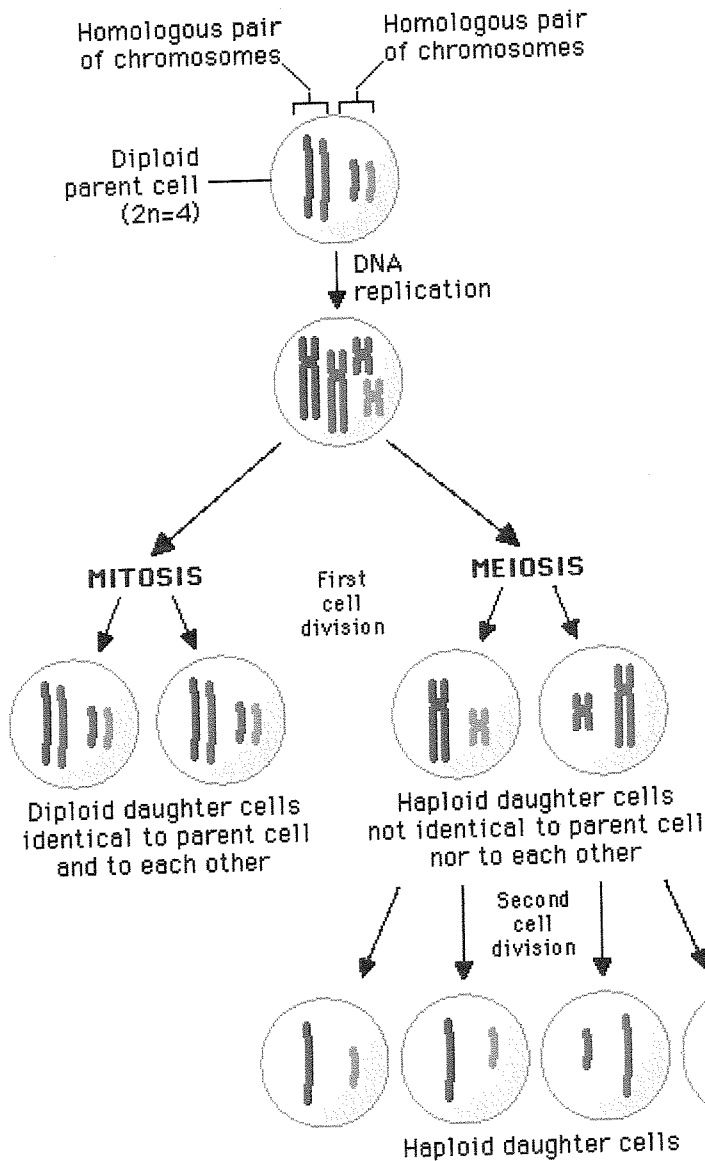 Homologous pair
of chromosomes
Homologous pair
of chromosomes
Diploid
parent cell
(2n=4)
DNA
replication
MITOSIS
First
cell
division
MEIOSIS
Diploid daughter cells
identical to parent cell
and to each other
Haploid daughter cells
not identical to parent cell
nor to each other
Second
cell
division
Haploid daughter cells